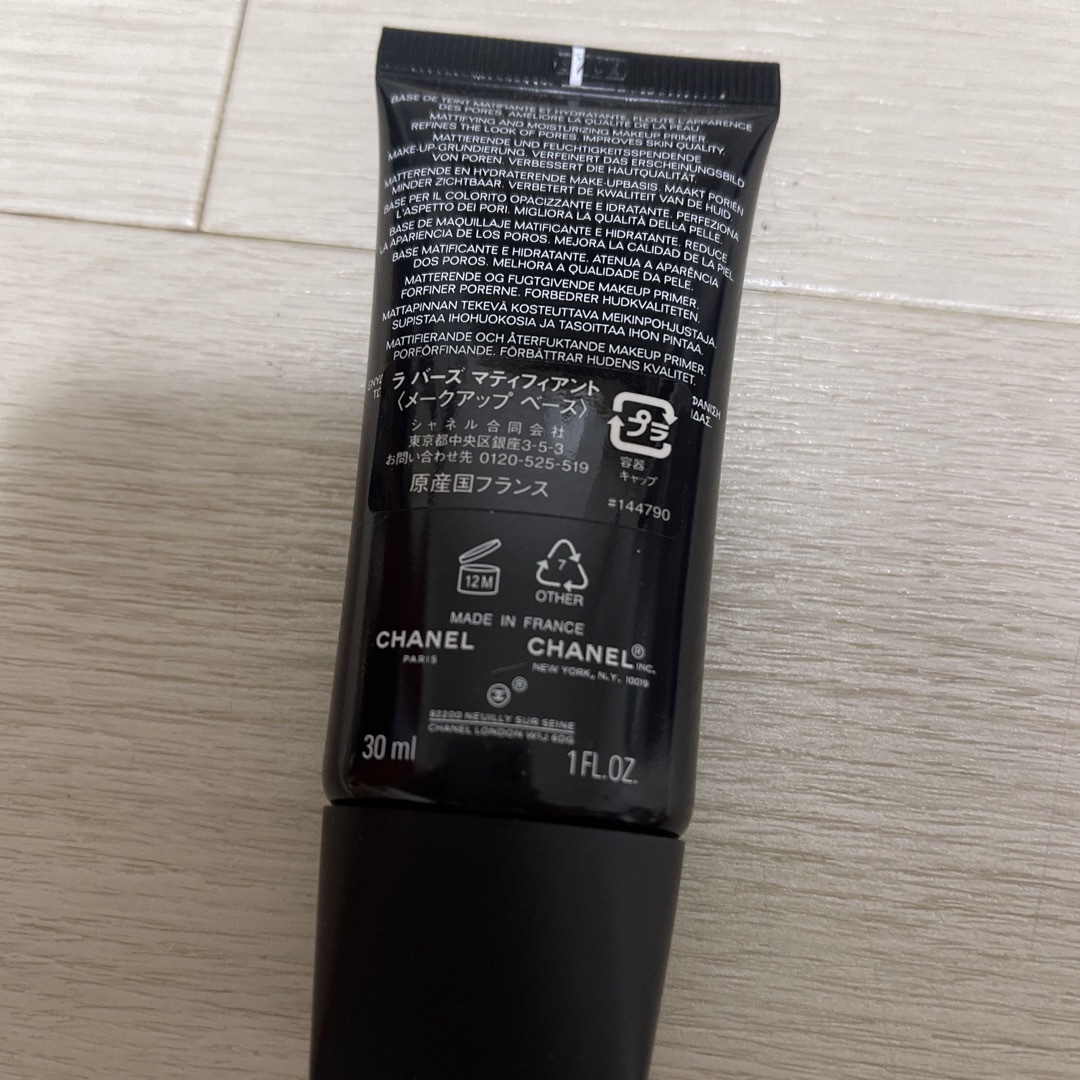 BASE DE TEINT MATIFIANTE ET HYDRATANTE. FLOUTE L'APPARENCE
DES PORES. AMÉLIORE LA QUALITÉ DE LA PEAU.
MATTIFYING AND MOISTURIZING MAKEUP PRIMER.
REFINES THE LOOK OF PORES. IMPROVES SKIN QUALITY.
MATTIERENDE UND FEUCHTIGKEITSSPENDENDE
MAKE-UP-GRUNDIERUNG. VERFEINERT DAS ERSCHEINUNGSBILD
VON POREN. VERBESSERT DIE HAUTQUALITÄT.
MATTERENDE EN HYDRATERENDE MAKE-UPBASIS. MAAKT PORIËN
MINDER ZICHTBAAR. VERBETERT DE KWALITEIT VAN DE HUID.
BASE PER IL COLORITO OPACIZZANTE E IDRATANTE. PERFEZIONA
L'ASPETTO DEI PORI. MIGLIORA LA QUALITÀ DELLA PELLE.
BASE DE MAQUILLAJE MATIFICANTE E HIDRATANTE. REDUCE
LA APARIENCIA DE LOS POROS. MEJORA LA CALIDAD DE LA PIEL.
BASE MATIFICANTE E HIDRATANTE. ATENUA A APARÊNCIA
DOS POROS. MELHORA A QUALIDADE DA PELE.
MATTERENDE OG FUGTGIVENDE MAKEUP PRIMER.
FORFINER PORERNE. FORBEDRER HUDKVALITETEN.
MATTAPINNAN TEKEVÄ KOSTEUTTAVA MEIKINPOHJUSTAJA.
SUPISTAA IHOHUOKOSIA JA TASOITTAA IHON PINTAA.
MATTIFIERANDE OCH ÅTERFUKTANDE MAKEUP PRIMER.
PORFÖRFINANDE. FÖRBÄTTRAR HUDENS KVALITET.
ラ バーズ マティフィアント
〈メークアップ ベース〉
シャネル 合同会社
東京都中央区銀座3-5-3
お問い合わせ先 0120-525-519
原産国フランス
プラ
容器
キャップ
#144790
12M
7
OTHER
MADE IN FRANCE
CHANEL
PARIS
CHANEL® INC.
NEW YORK, N.Y. 10019
®
92200 NEUILLY SUR SEINE
CHANEL LONDON W1J 6DG
30 ml
1 FL.OZ.